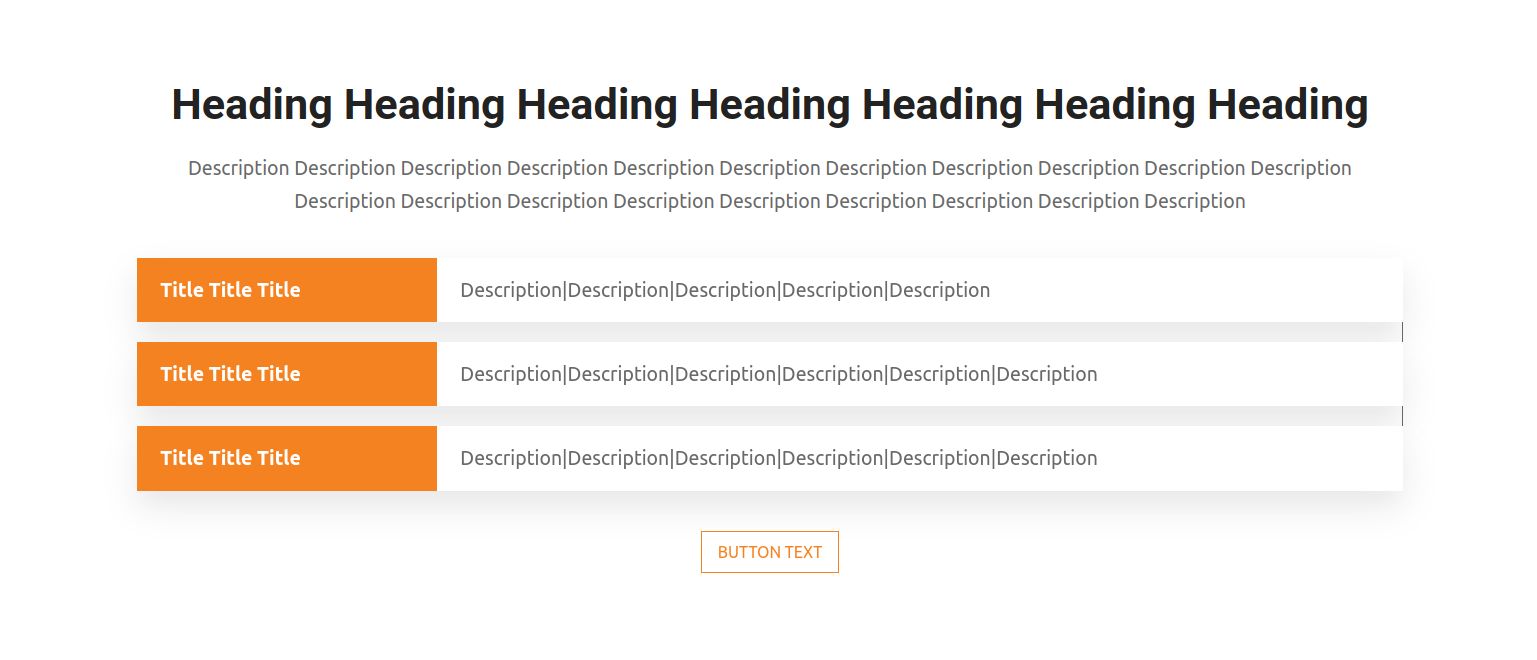 Heading Heading Heading Heading Heading Heading Heading
Description Description Description Description Description Description Description Description Description Description Description
Description Description Description Description Description Description Description Description Description
Title Title Title
Description|Description|Description|Description|Description
Title Title Title
Description|Description|Description|Description|Description|Description
Title Title Title
Description|Description|Description|Description|Description|Description
BUTTON TEXT